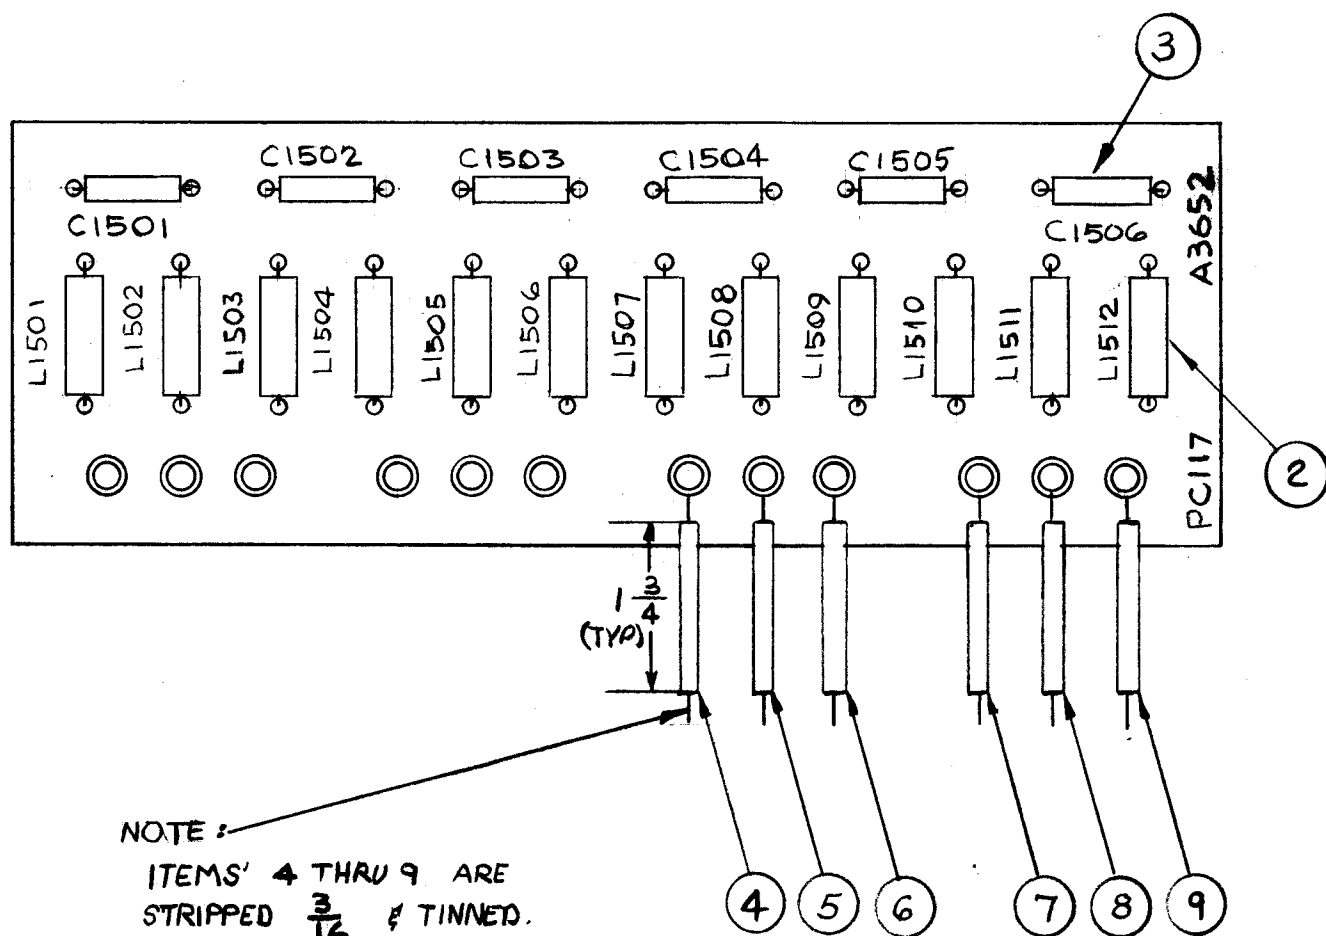 3
C1502 C1503 C1504 C1505
C1501 C1506
A3652
L1501 L1502 L1503 L1504 L1505 L1506 L1507 L1508 L1509 L1510 L1511 L1512
2
PC117
1 3/4
(TYP)
NOTE:
ITEMS' 4 THRU 9 ARE
STRIPPED 3/16 & TINNED.
4 5 6 7 8 9